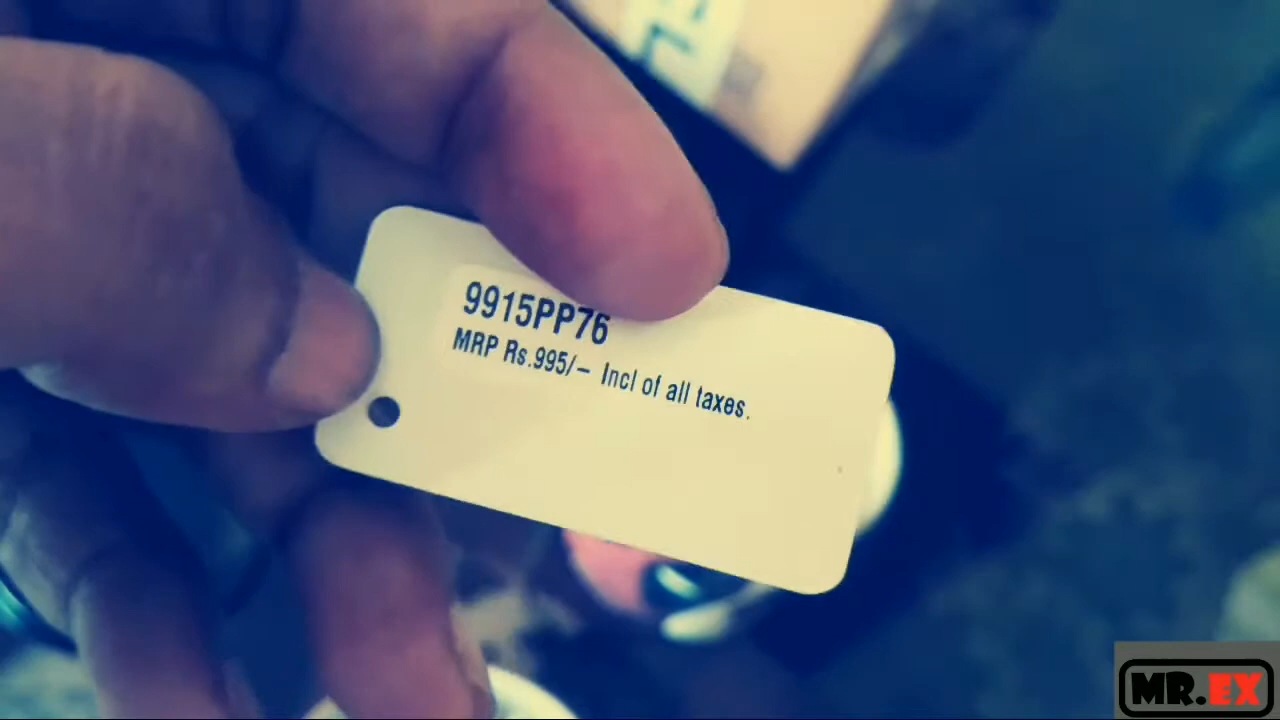 9915PP76
MRP Rs.995/– Incl of all taxes.
MR.EX